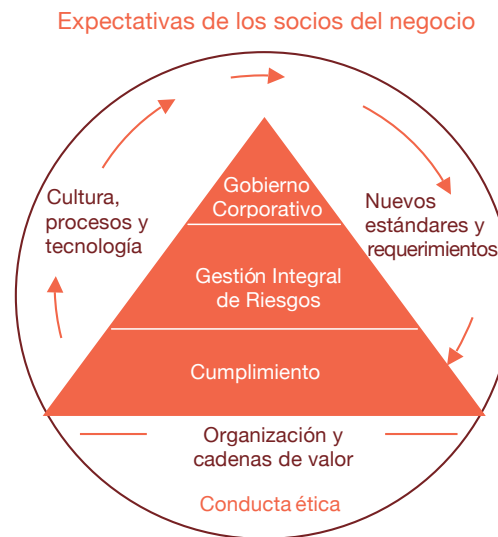 Expectativas de los socios del negocio
Cultura,
procesos y
tecnología
Gobierno
Corporativo
Nuevos
estándares y
requerimientos
Gestión Integral
de Riesgos
Cumplimiento
Organización y
cadenas de valor
Conducta ética